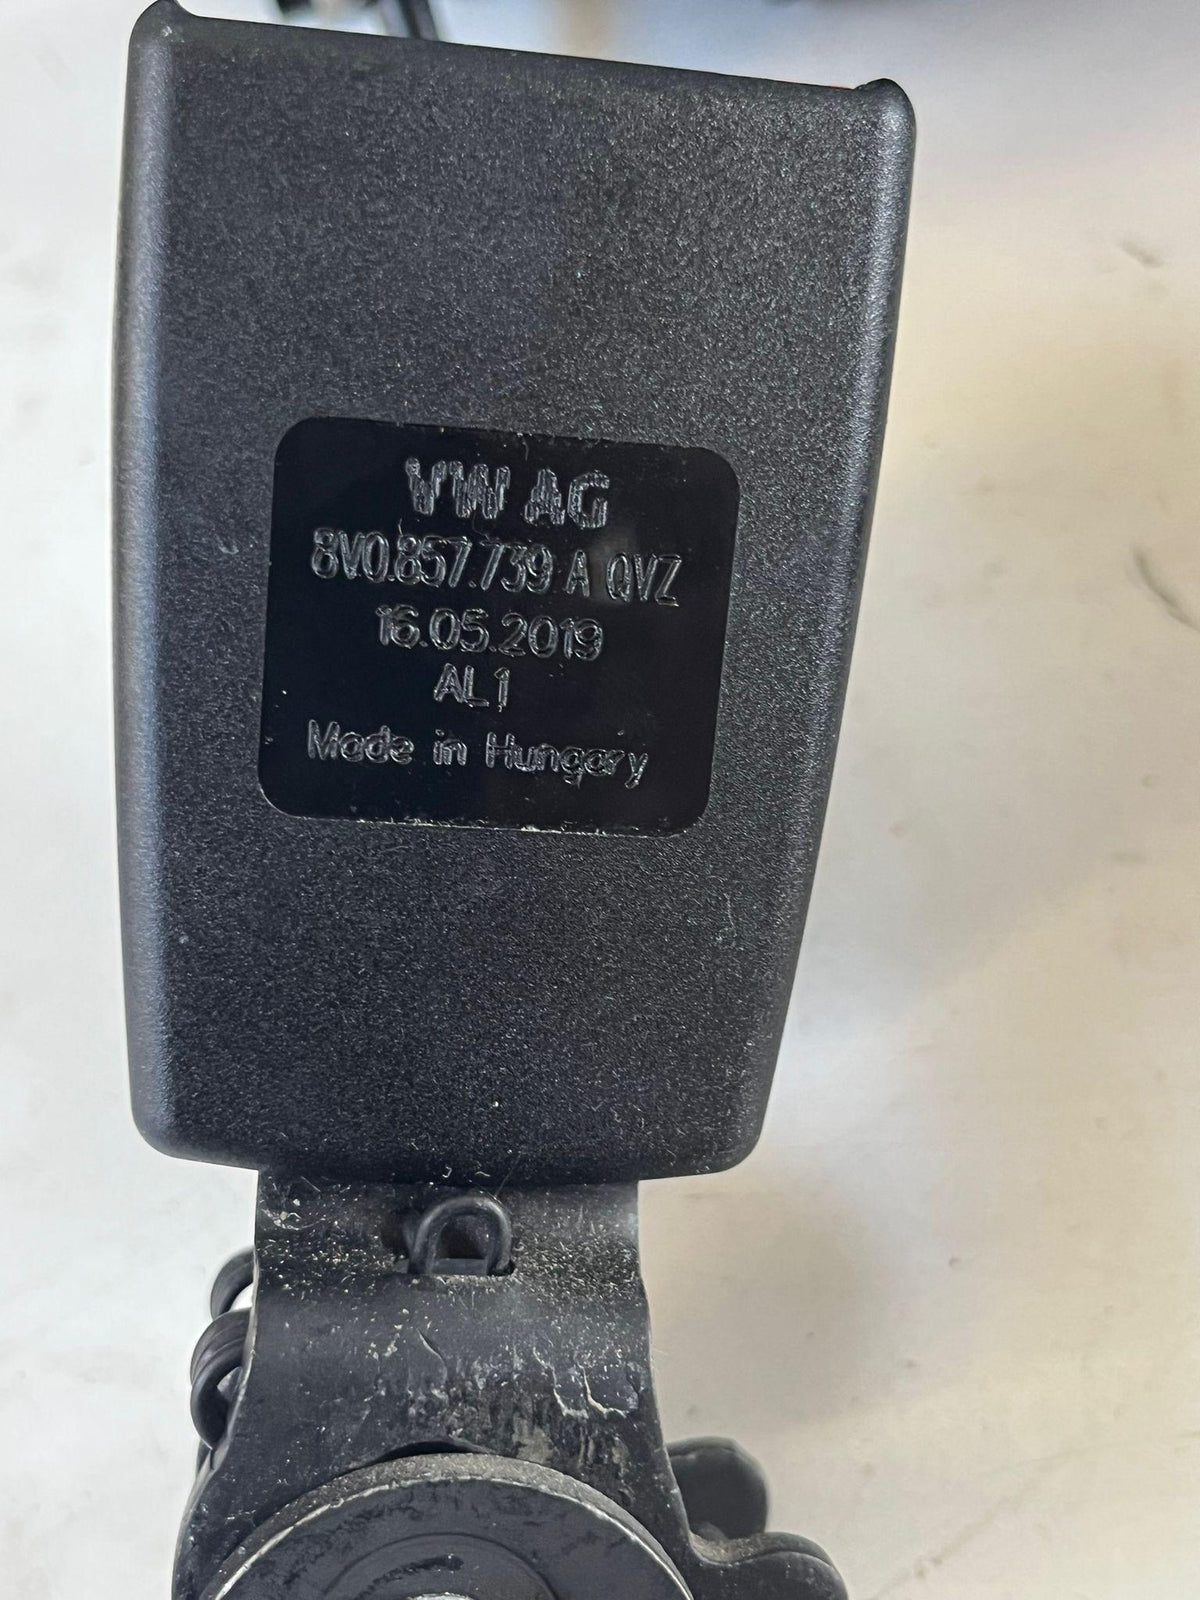 VW AG
8V0.857.739 A QVZ
16.05.2019
AL1
Made in Hungary